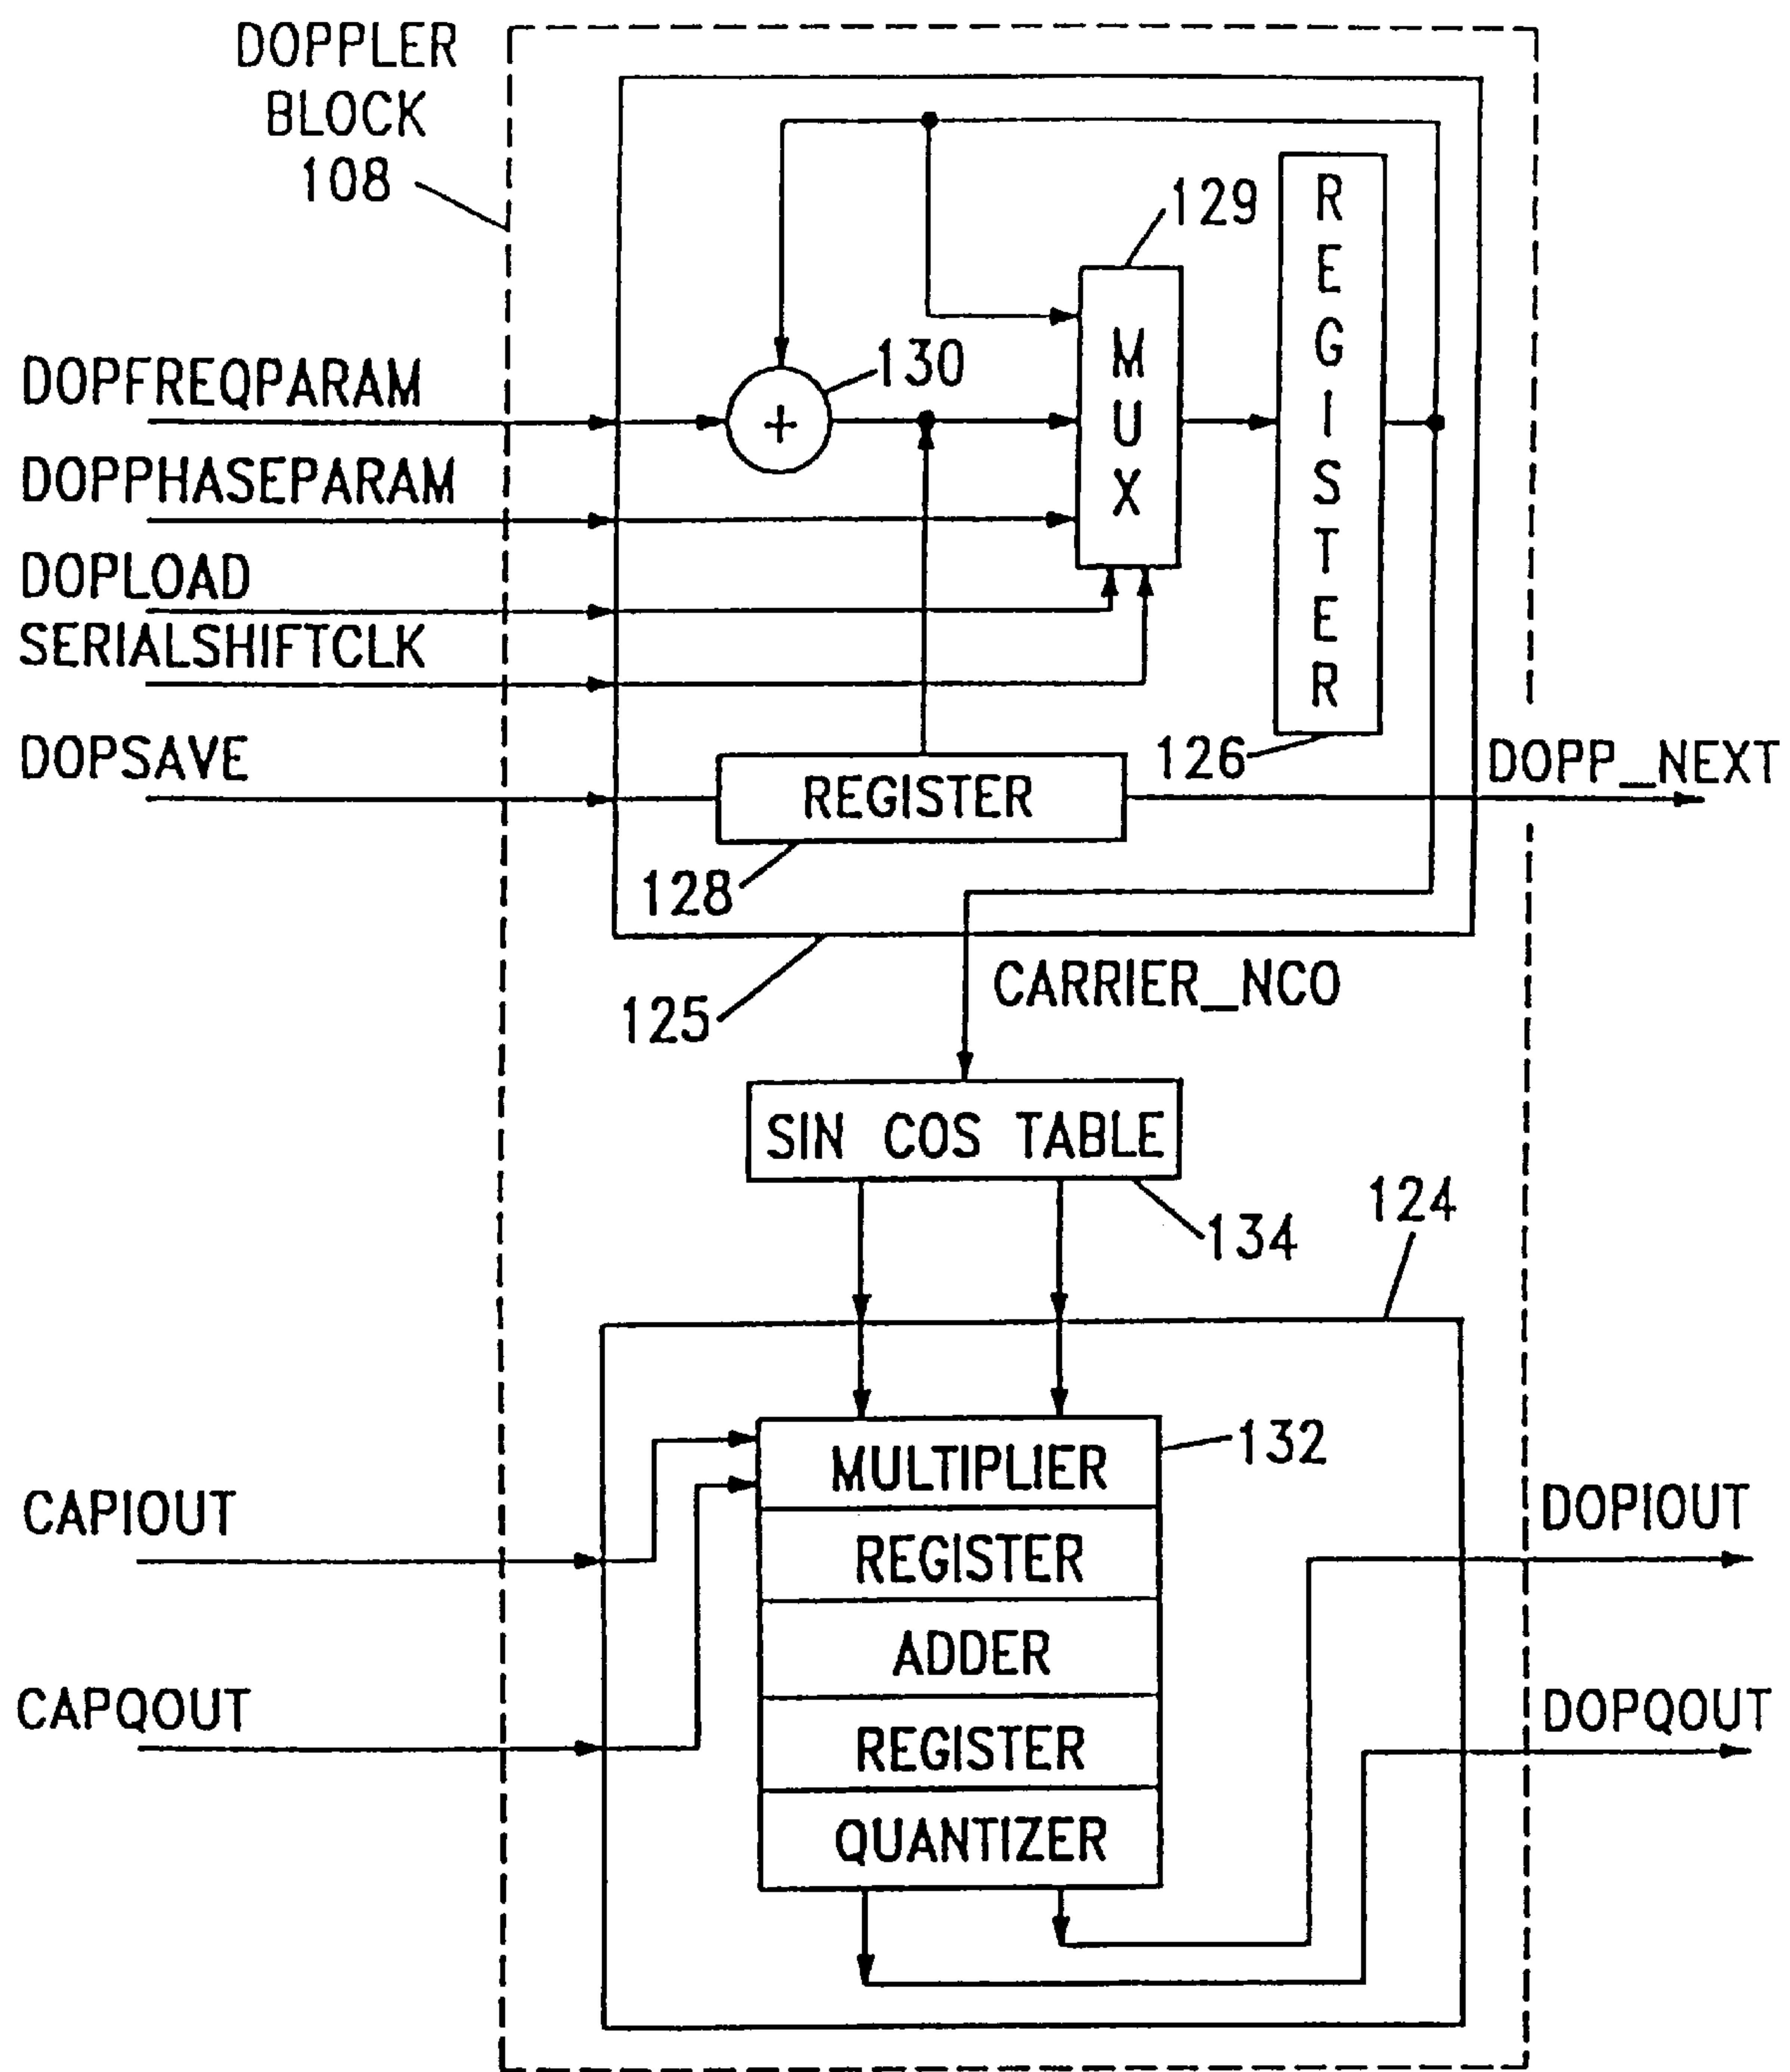 DOPPLER
BLOCK
108
129
R
E
G
I
S
T
E
R
M
U
X
130
+
DOPFREQPARAM
DOPPHASEPARAM
DOPLOAD
SERIALSHIFTCLK
DOPSAVE
REGISTER
126
DOPP_NEXT
128
125
CARRIER_NCO
SIN COS TABLE
134
124
132
MULTIPLIER
REGISTER
ADDER
REGISTER
QUANTIZER
CAPIOUT
CAPQOUT
DOPIOUT
DOPQOUT